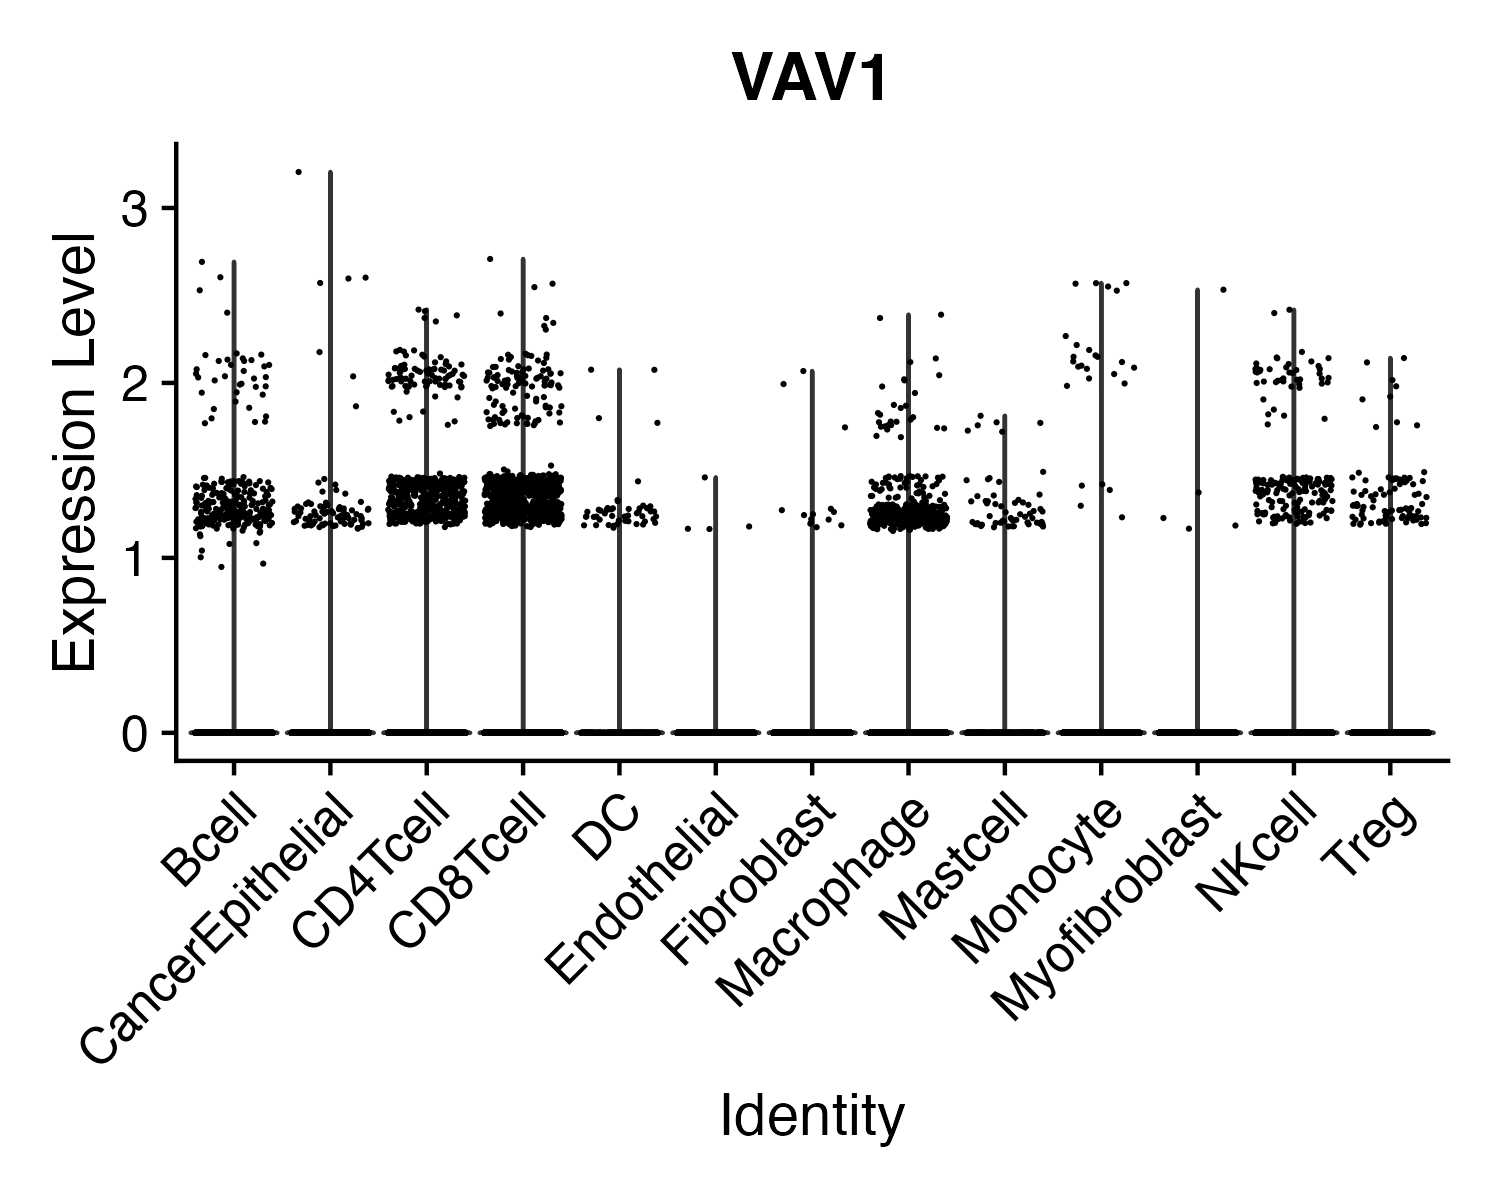 VAV1
Expression Level
3
2
1
0
Bcell
CancerEpithelial
CD4Tcell
CD8Tcell
DC
Endothelial
Fibroblast
Macrophage
Mastcell
Monocyte
Myofibroblast
NKcell
Treg
Identity